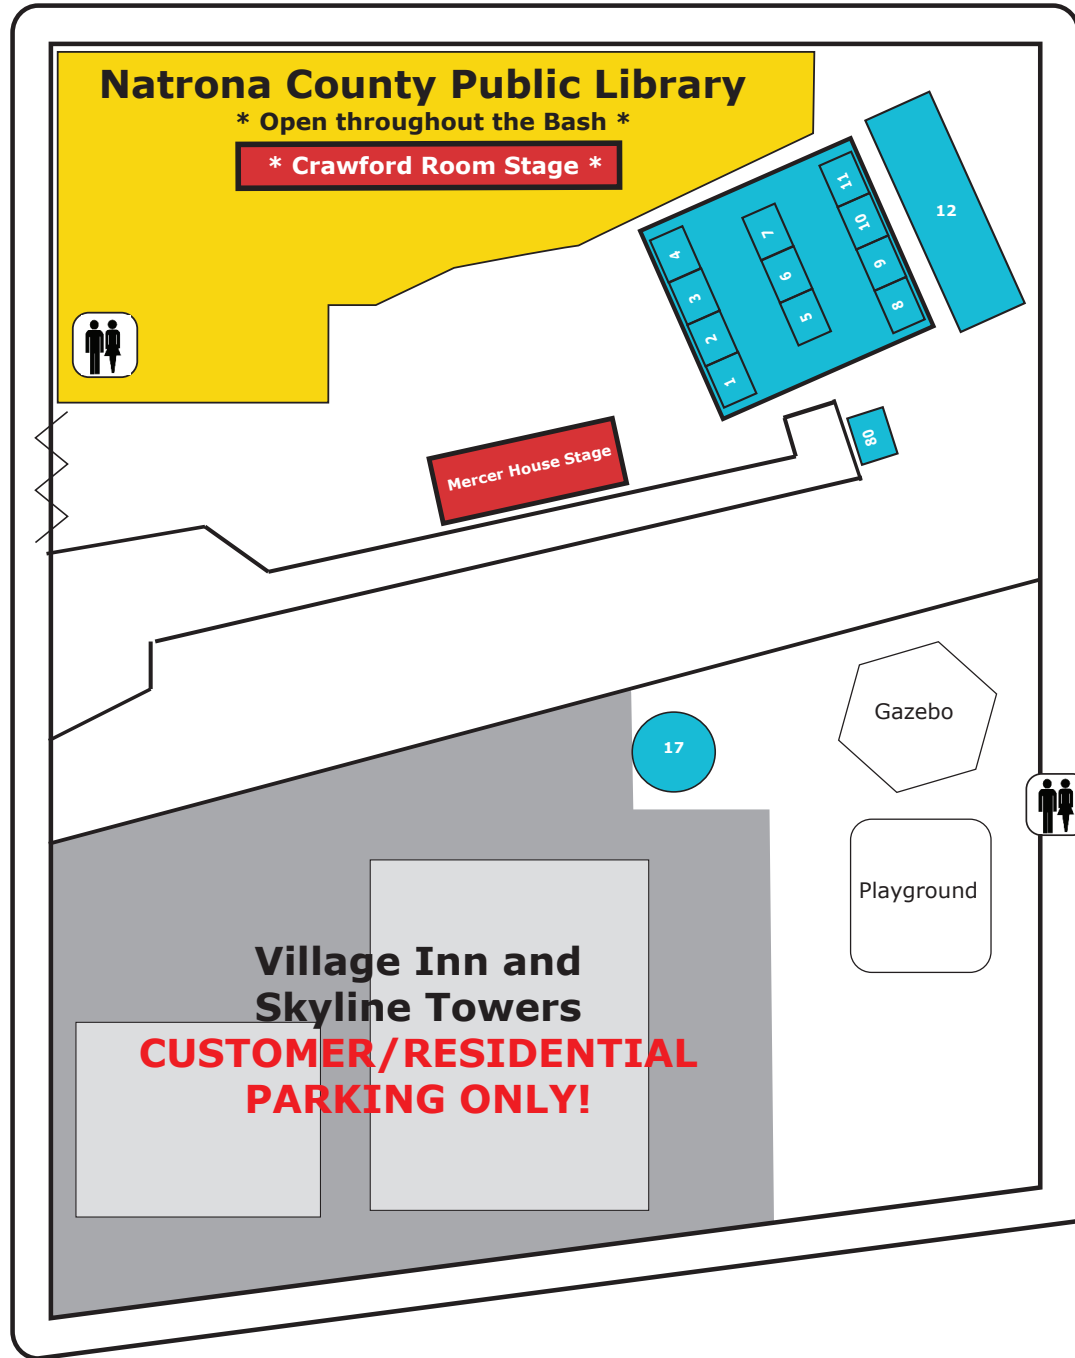 Natrona County Public Library
* Open throughout the Bash *
* Crawford Room Stage *
11
12
10
9
8
7
6
5
4
3
2
1
80
Mercer House Stage
17
Gazebo
Playground
Village Inn and
Skyline Towers
CUSTOMER/RESIDENTIAL
PARKING ONLY!